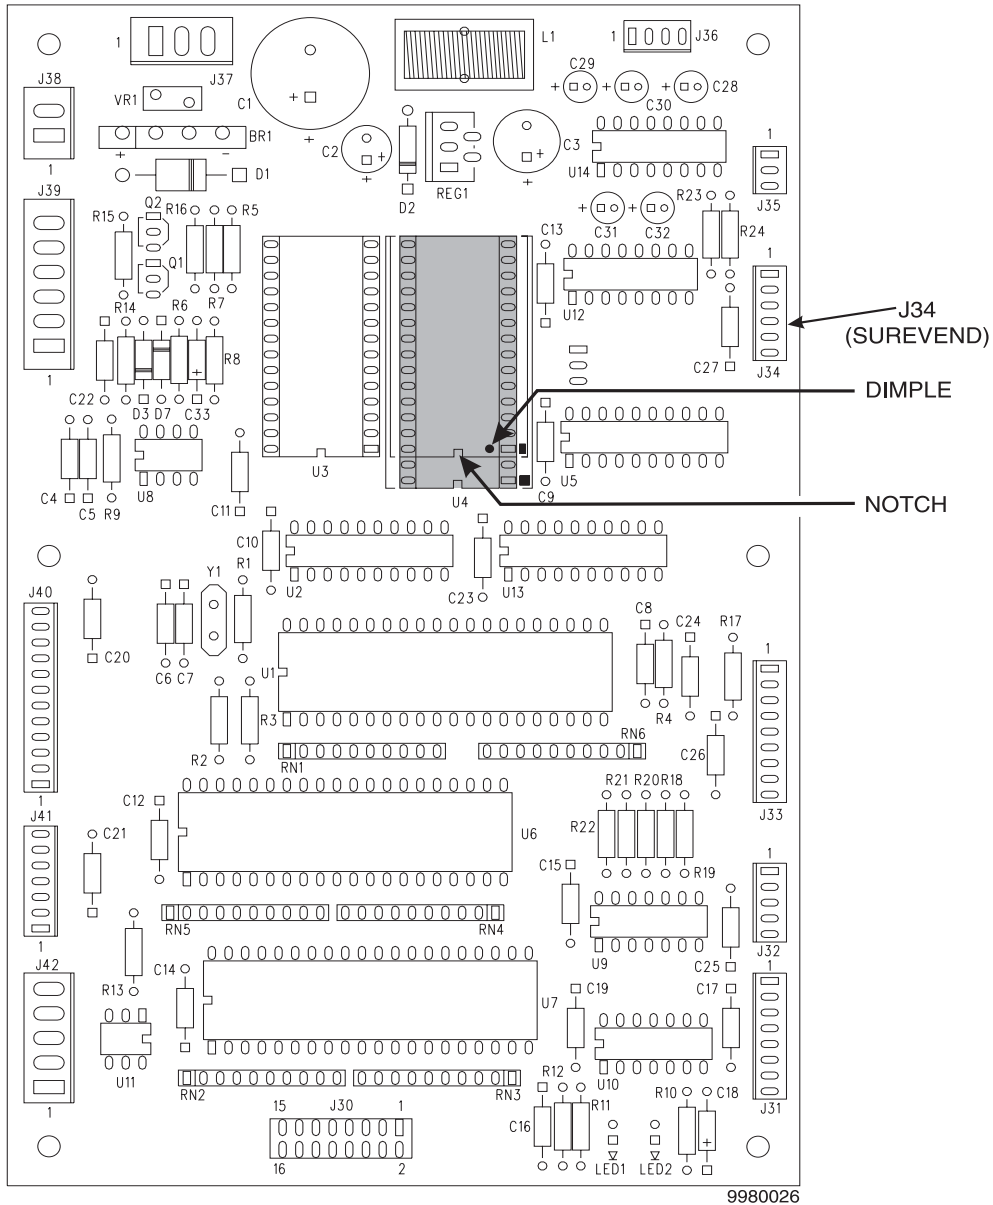 1
J37
L1
1
J36
J38
VR1
C1
+
C29
+
+
+
C28
C30
BR1
+
-
C2
+
+
C3
+
+
U14
1
1
D1
REG1
D2
J39
R15
Q2
R16
R5
R23
J35
+
+
C31
C32
R24
C13
Q1
R14
R6
R7
U12
J34
(SUREVEND)
R8
+
C27
J34
1
C22
D3
D7
C33
DIMPLE
U3
U5
U8
C4
C5
R9
C11
U4
C9
NOTCH
C10
U2
C23
U13
J40
Y1
R1
C8
C24
R17
C20
C6
C7
U1
1
R4
R2
R3
C26
RN1
RN6
1
C12
R21
R20
R18
J41
J33
C21
U6
R22
C15
R19
1
1
RN5
RN4
U9
C25
J32
J42
R13
C14
C19
C17
1
U7
U11
U10
RN2
RN3
R12
R11
R10
C18
J31
1
15
J30
1
C16
+
16
2
LED1
LED2
9980026